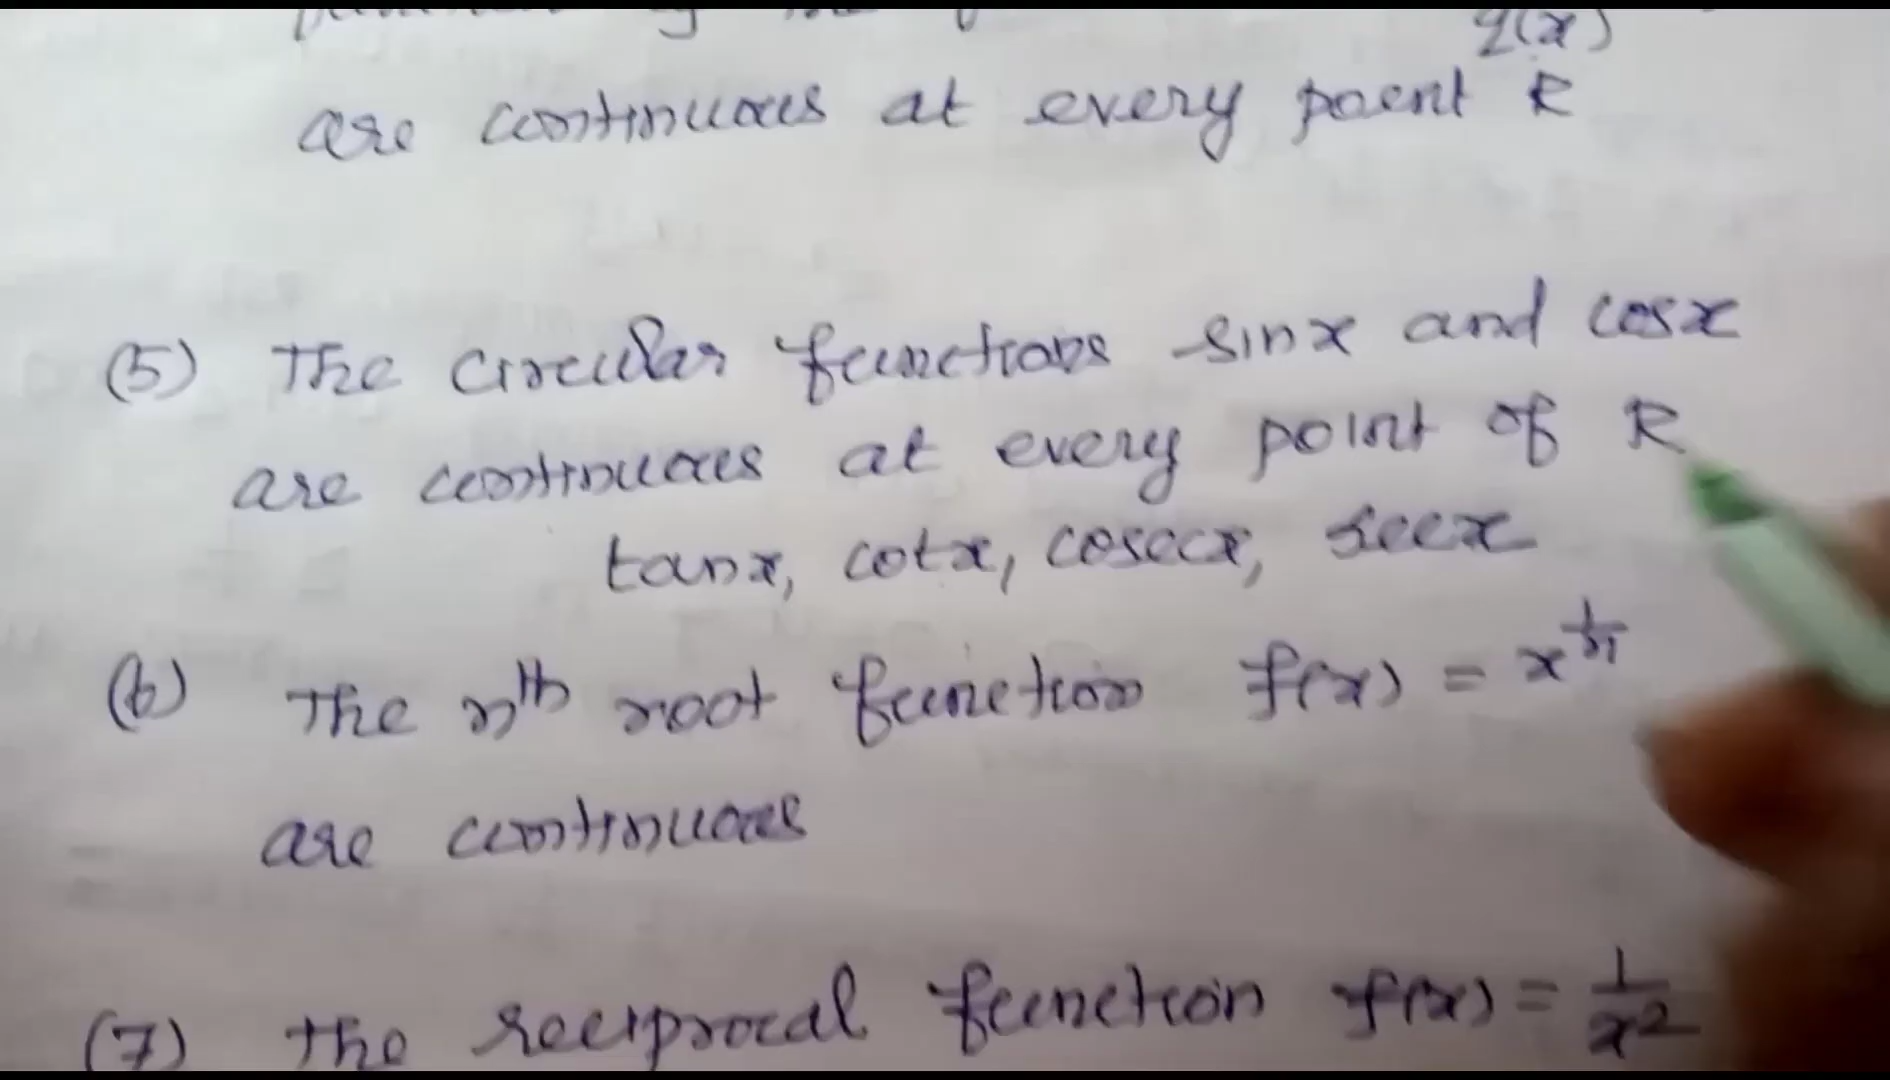 q(x)
are continuous at every poent R
(5) The circular functions sinx and cosx
are continuous at every point of R
tanx, cotx, cosecx, secx
(6) The nth root function f(x) = x^1/n
are continuous
(7) the reciprocal function f(x) = 1/x²